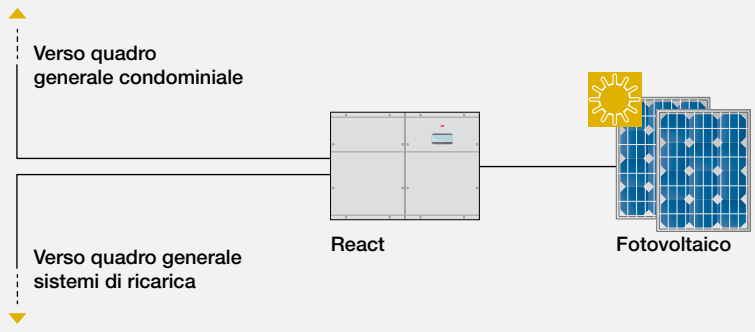 Verso quadro
generale condominiale
React
Fotovoltaico
Verso quadro generale
sistemi di ricarica